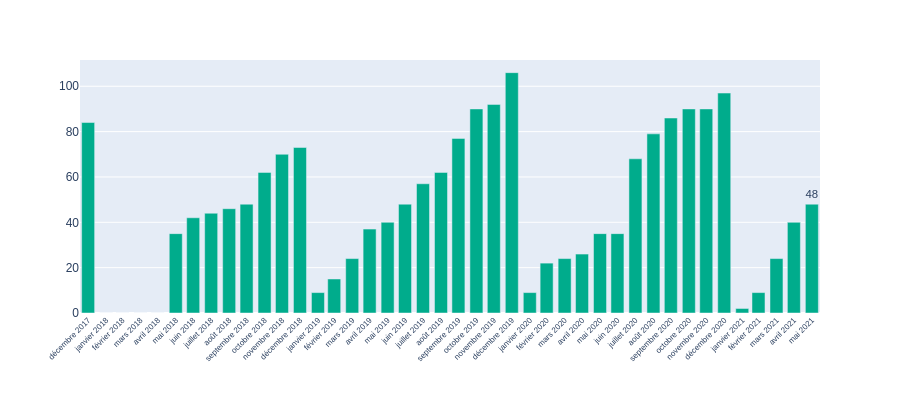 100
80
60
40
20
0
48
décembre 2017
janvier 2018
février 2018
mars 2018
avril 2018
mai 2018
juin 2018
juillet 2018
août 2018
septembre 2018
octobre 2018
novembre 2018
décembre 2018
janvier 2019
février 2019
mars 2019
avril 2019
mai 2019
juin 2019
juillet 2019
août 2019
septembre 2019
octobre 2019
novembre 2019
décembre 2019
janvier 2020
février 2020
mars 2020
avril 2020
mai 2020
juin 2020
juillet 2020
août 2020
septembre 2020
octobre 2020
novembre 2020
décembre 2020
janvier 2021
février 2021
mars 2021
avril 2021
mai 2021